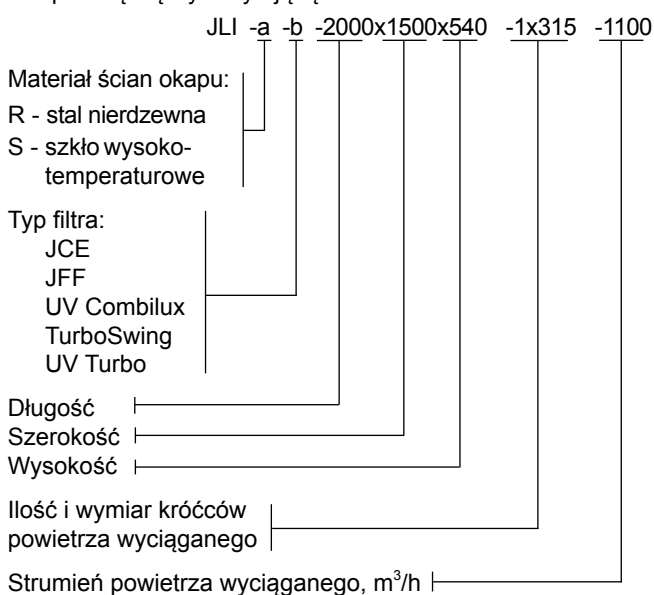 JLI -a -b -2000x1500x540 -1x315 -1100
Materiał ścian okapu:
R - stal nierdzewna
S - szkło wysoko-
temperaturowe
Typ filtra:
JCE
JFF
UV Combilux
TurboSwing
UV Turbo
Długość
Szerokość
Wysokość
Ilość i wymiar króćców
powietrza wyciąganego
Strumień powietrza wyciąganego, m³/h